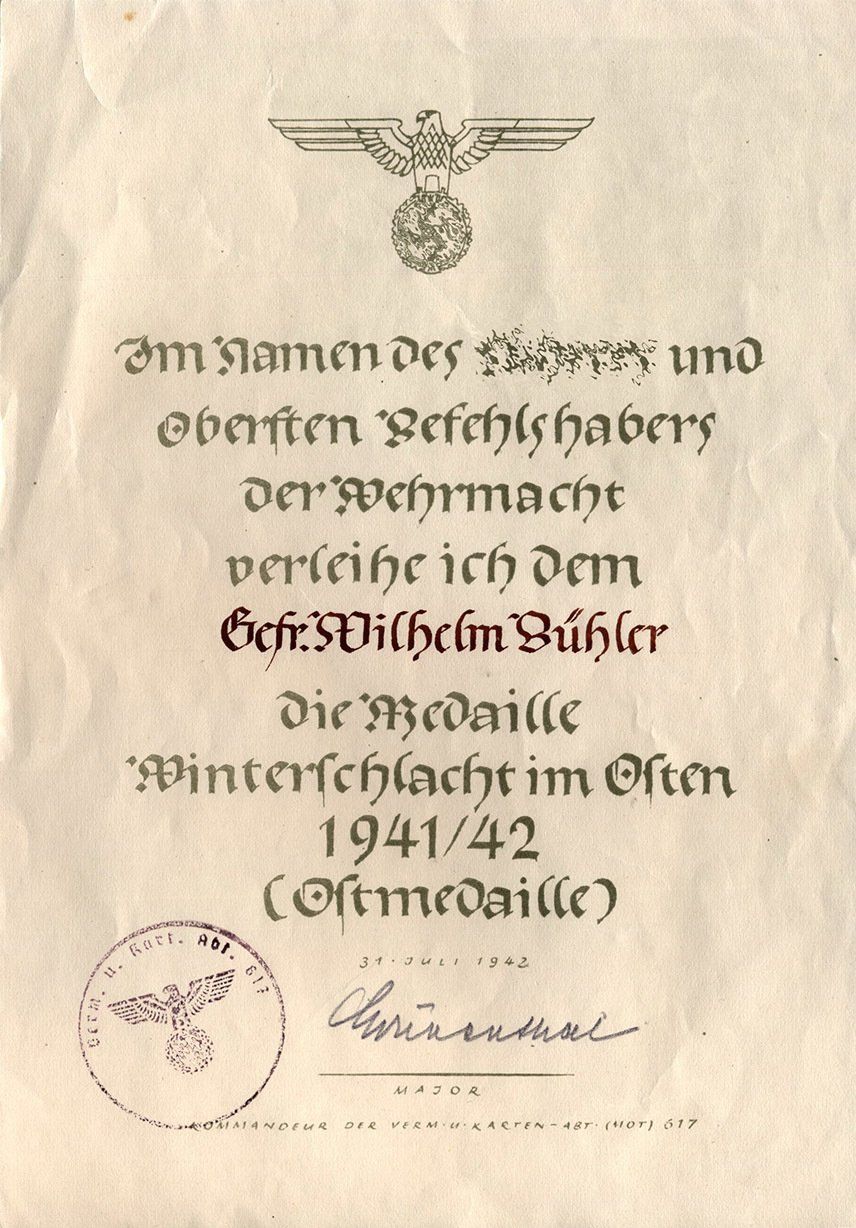 Im Namen des und
Obersten Befehlshabers
der Wehrmacht
verleihe ich dem
Gefr. Wilhelm Bühler
die Medaille
Winterschlacht im Osten
1941/42
(Ostmedaille)
31. JULI 1942
MAJOR
KOMMANDEUR DER VERM. U. KARTEN-ABT. (MOT) 617
Verm. u. Kart. Abt. 617